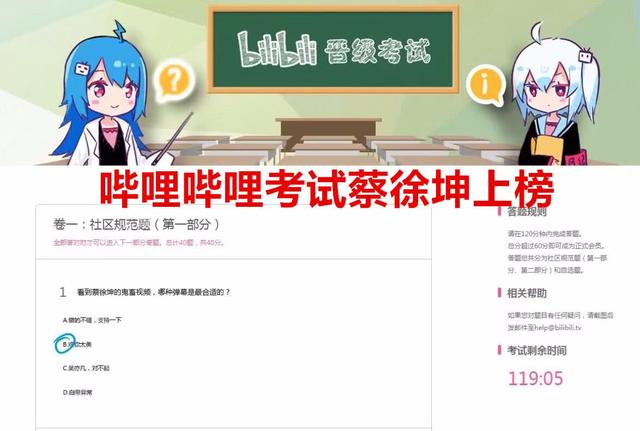 bilibili 晋级考试
哔哩哔哩考试蔡徐坤上榜
卷一：社区规范题（第一部分）
全部答对才可以进入下一部分答题。总计40题，共40分。
1 看到蔡徐坤的鬼畜视频，哪种弹幕是最合适的？
A.做的不错，支持一下
C.吴亦凡，对不起
D.自带异常
答题规则
请在120分钟内完成答题。
总分超过60分即可成为正式会员。
答题总共分为社区规范题（第一部
分、第二部分）和自选题。
相关帮助
如果您对题目有任何疑问，请截图后
发邮件至help@bilibili.tv
考试剩余时间
119:05